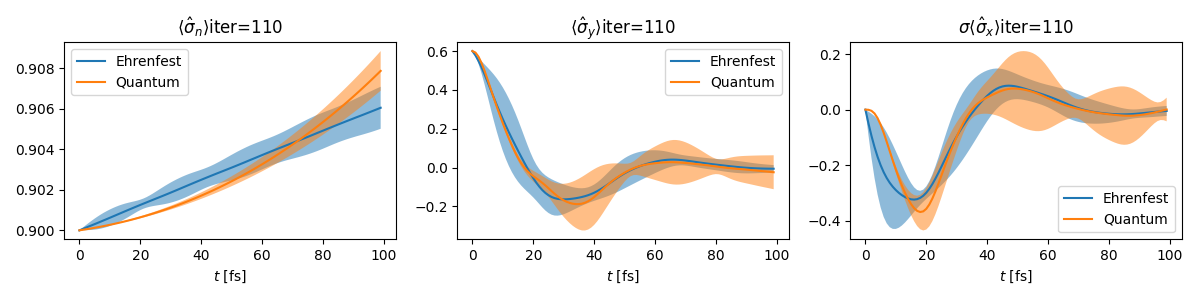 ⟨σ̂ₙ⟩iter=110
Ehrenfest
Quantum
0.908
0.906
0.904
0.902
0.900
0 20 40 60 80 100
t [fs]
⟨σ̂ᵧ⟩iter=110
Ehrenfest
Quantum
0.6
0.4
0.2
0.0
−0.2
0 20 40 60 80 100
t [fs]
σ⟨σ̂ₓ⟩iter=110
0.2
0.0
−0.2
−0.4
Ehrenfest
Quantum
0 20 40 60 80 100
t [fs]